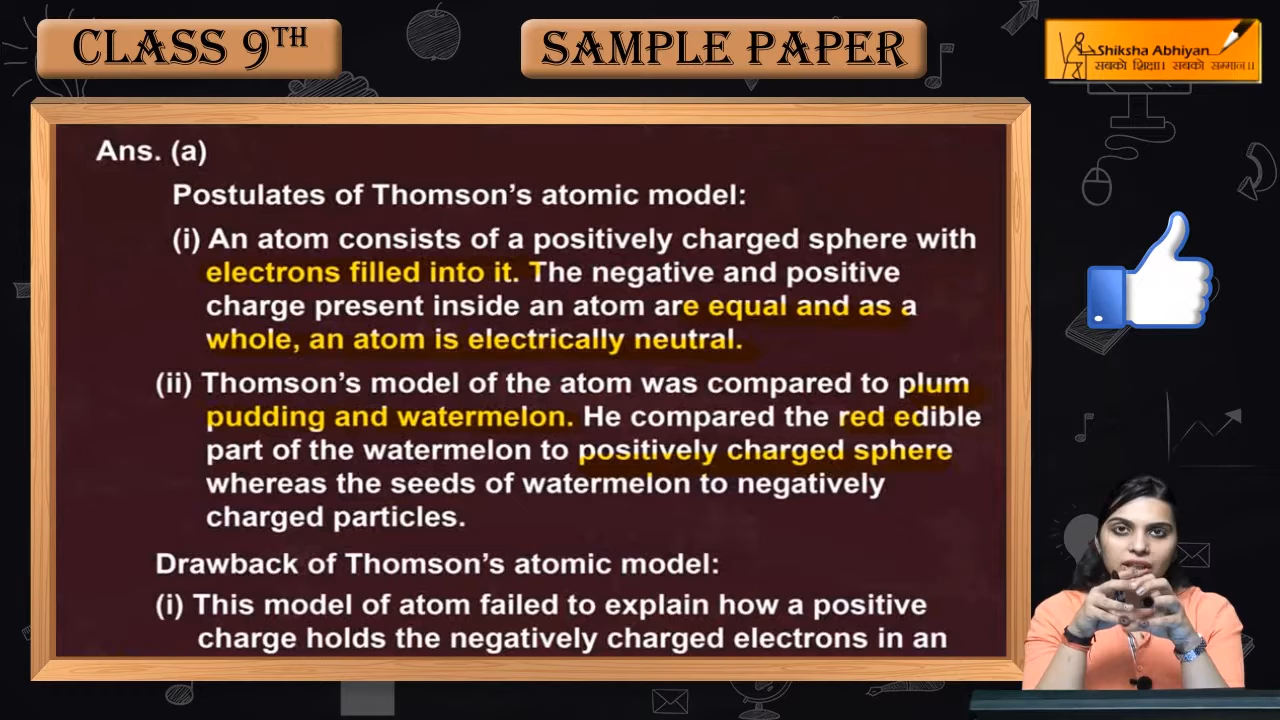 CLASS 9TH
SAMPLE PAPER
Shiksha Abhiyan
सबको शिक्षा। सबको सम्मान।।
Ans. (a)
Postulates of Thomson’s atomic model:
(i) An atom consists of a positively charged sphere with
electrons filled into it. The negative and positive
charge present inside an atom are equal and as a
whole, an atom is electrically neutral.
(ii) Thomson’s model of the atom was compared to plum
pudding and watermelon. He compared the red edible
part of the watermelon to positively charged sphere
whereas the seeds of watermelon to negatively
charged particles.
Drawback of Thomson’s atomic model:
(i) This model of atom failed to explain how a positive
charge holds the negatively charged electrons in an